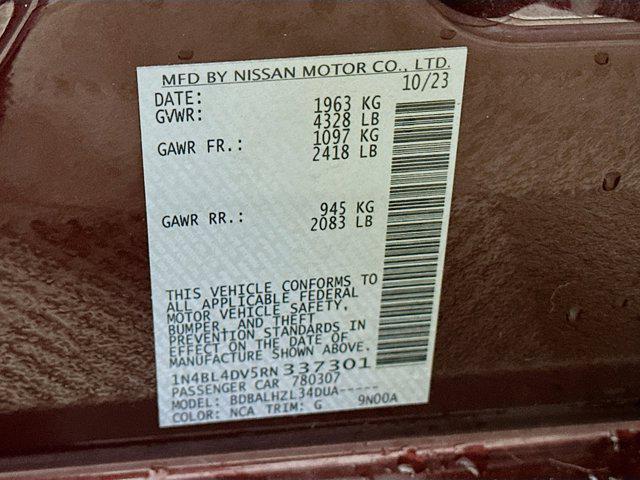 MFD BY NISSAN MOTOR CO., LTD.
DATE: 10/23
GVWR: 1963 KG
4328 LB
GAWR FR.: 1097 KG
2418 LB
GAWR RR.: 945 KG
2083 LB
THIS VEHICLE CONFORMS TO
ALL APPLICABLE FEDERAL
MOTOR VEHICLE SAFETY,
BUMPER, AND THEFT
PREVENTION STANDARDS IN
EFFECT ON THE DATE OF
MANUFACTURE SHOWN ABOVE.
1N4BL4DV5RN337301
PASSENGER CAR 780307
MODEL: BDBALHZL34DUA-----
COLOR: NCA TRIM: G 9N00A